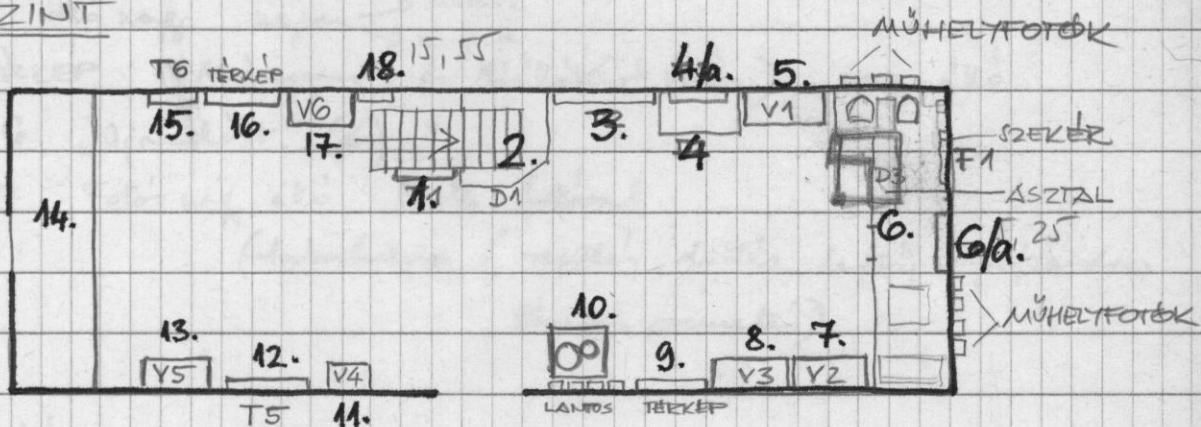 ZINT
MŰHELYFOTÓK
T6 TÉRKÉP 18. 15,55 4/a. 5.
15. 16. V6 3. V1
17. 2. 4 SZEKÉR
1. D1 D3 F1
ASZTAL
14. 6. 6/a. 25
10. MŰHELYFOTÓK
13. 12. 9. 8. 7.
V5 V4 V3 V2
T5 11. LANTOS TÉRKÉP